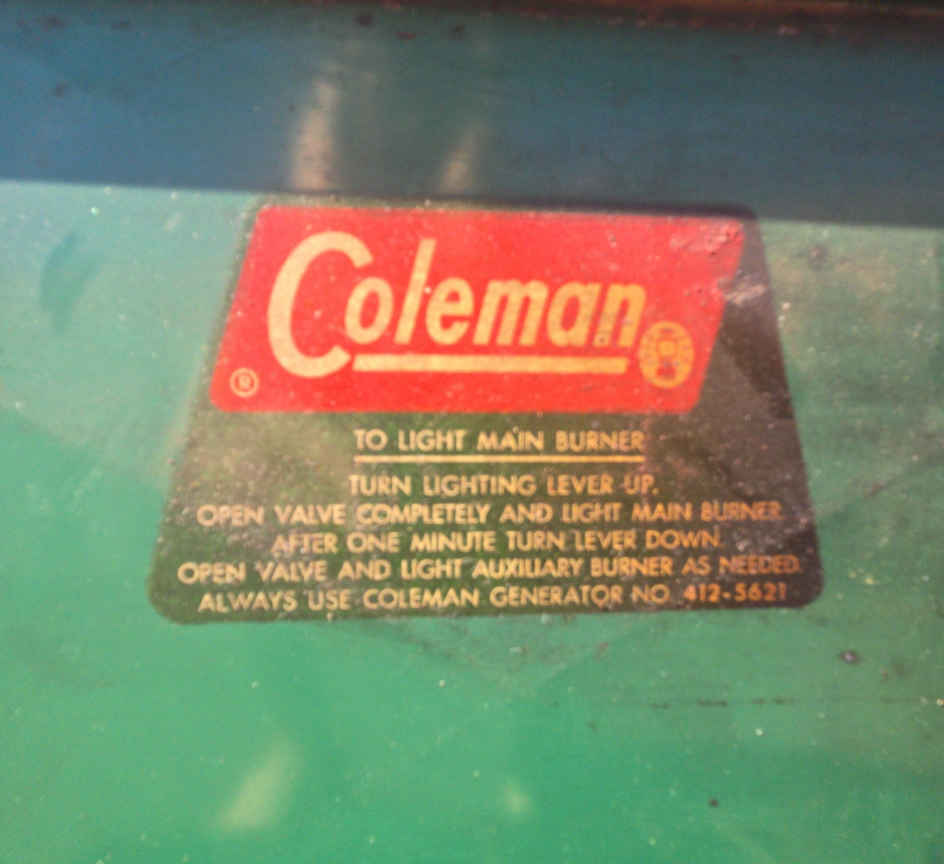 Coleman
®
TO LIGHT MAIN BURNER
TURN LIGHTING LEVER UP.
OPEN VALVE COMPLETELY AND LIGHT MAIN BURNER
AFTER ONE MINUTE TURN LEVER DOWN.
OPEN VALVE AND LIGHT AUXILIARY BURNER AS NEEDED.
ALWAYS USE COLEMAN GENERATOR NO. 412-5621